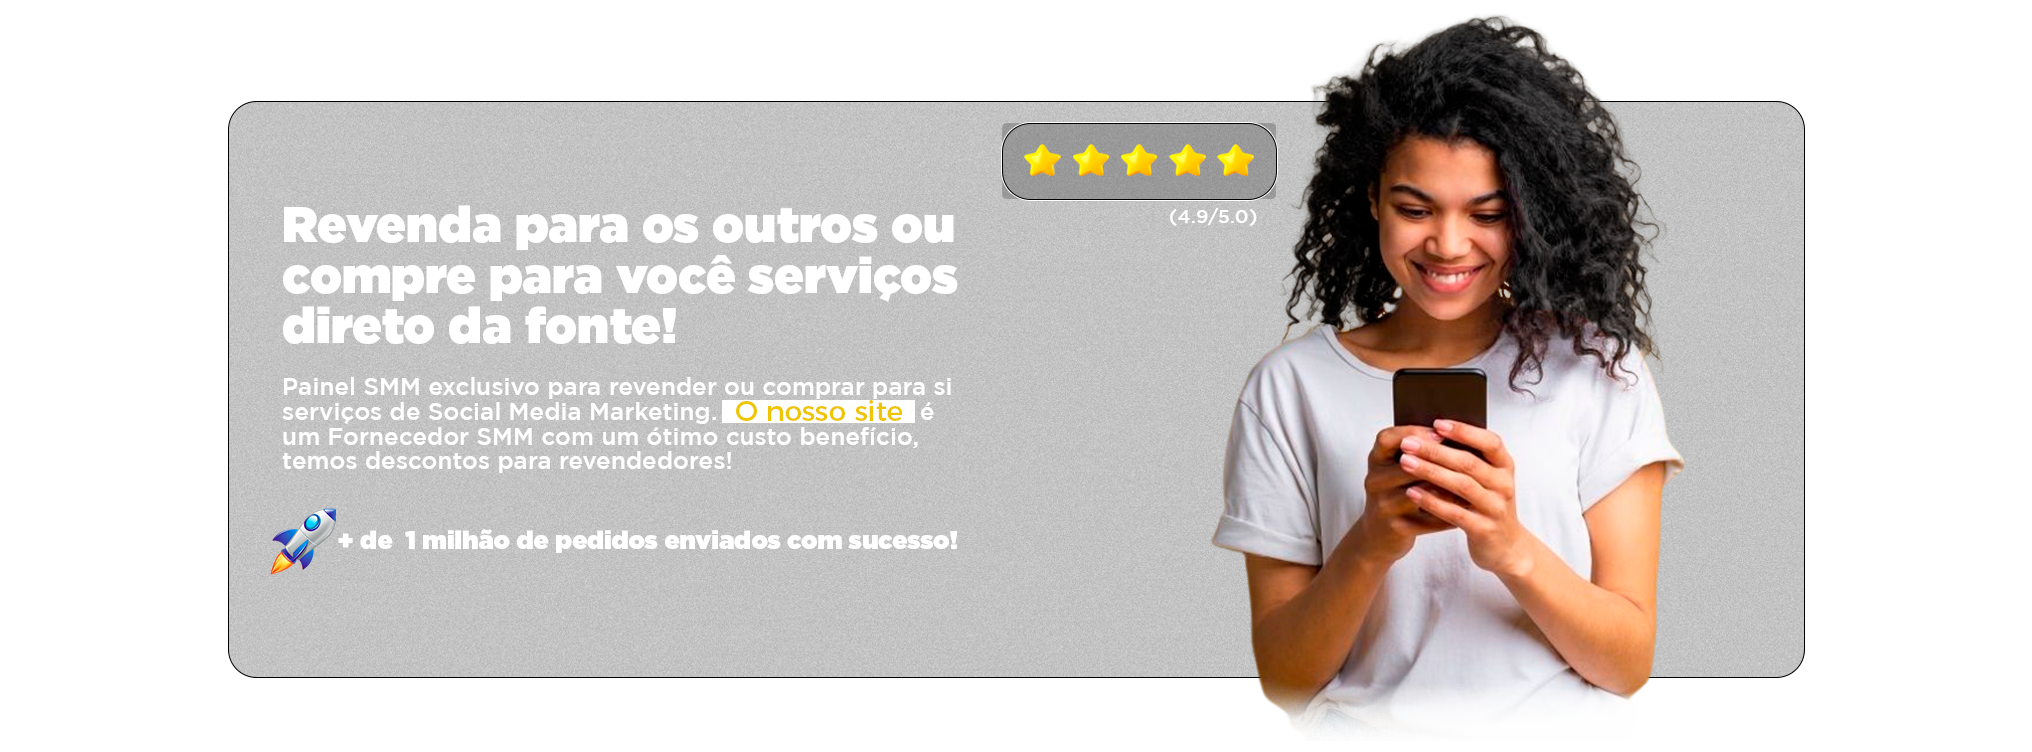 Revenda para os outros ou
compre para você serviços
direto da fonte!
Painel SMM exclusivo para revender ou comprar para si
serviços de Social Media Marketing. O nosso site é
um Fornecedor SMM com um ótimo custo benefício,
temos descontos para revendedores!
+ de 1 milhão de pedidos enviados com sucesso!
(4.9/5.0)